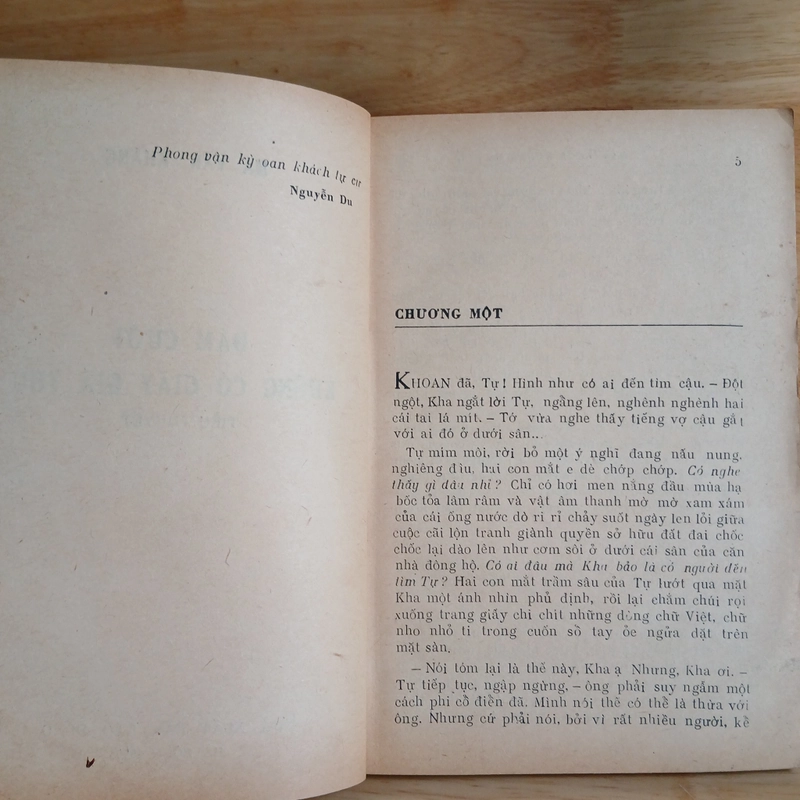 Phong vận kỳ oan khách tự cư
Nguyễn Du
5
CHƯƠNG MỘT
KHOAN đã, Tự! Hình như có ai đến tìm cậu. – Đột
ngột, Kha ngắt lời Tự, ngẩng lên, nghênh nghênh hai
cái tai lá mít. – Tớ vừa nghe thấy tiếng vợ cậu gắt
với ai đó ở dưới sân...
Tự mím môi, rời bỏ một ý nghĩ đang nấu nung,
nghiêng đìu, hai con mắt e dè chớp chớp. Có nghe
thấy gì đâu nhỉ? Chỉ có hơi men nắng đầu mùa hạ
bốc tỏa lâm râm và vật âm thanh mờ mờ xam xám
của cái ống nước dò ri rỉ chảy suốt ngày len lỏi giữa
cuộc cãi lộn tranh giành quyền sở hữu đất đai chốc
chốc lại dào lên như cơm sôi ở dưới cái sân của căn
nhà đông hộ. Có ai đâu mà Kha bảo là có người đến
tìm Tự? Hai con mắt trầm sâu của Tự lướt qua mặt
Kha một ánh nhìn phủ định, rồi lại chăm chúi rọi
xuống trang giấy chi chít những dòng chữ Việt, chữ
nho nhỏ tí trong cuốn sổ tay ỏe ngửa đặt trên
mặt sàn.
– Nói tóm lại là thế này, Kha ạ Nhưng, Kha ơi. –
Tự tiếp tục, ngập ngừng, – ông phải suy ngẫm một
cách phi cổ điển đã. Mình nói thế có thể là thừa với
ông. Nhưng cứ phải nói, bởi vì rất nhiều người, kể